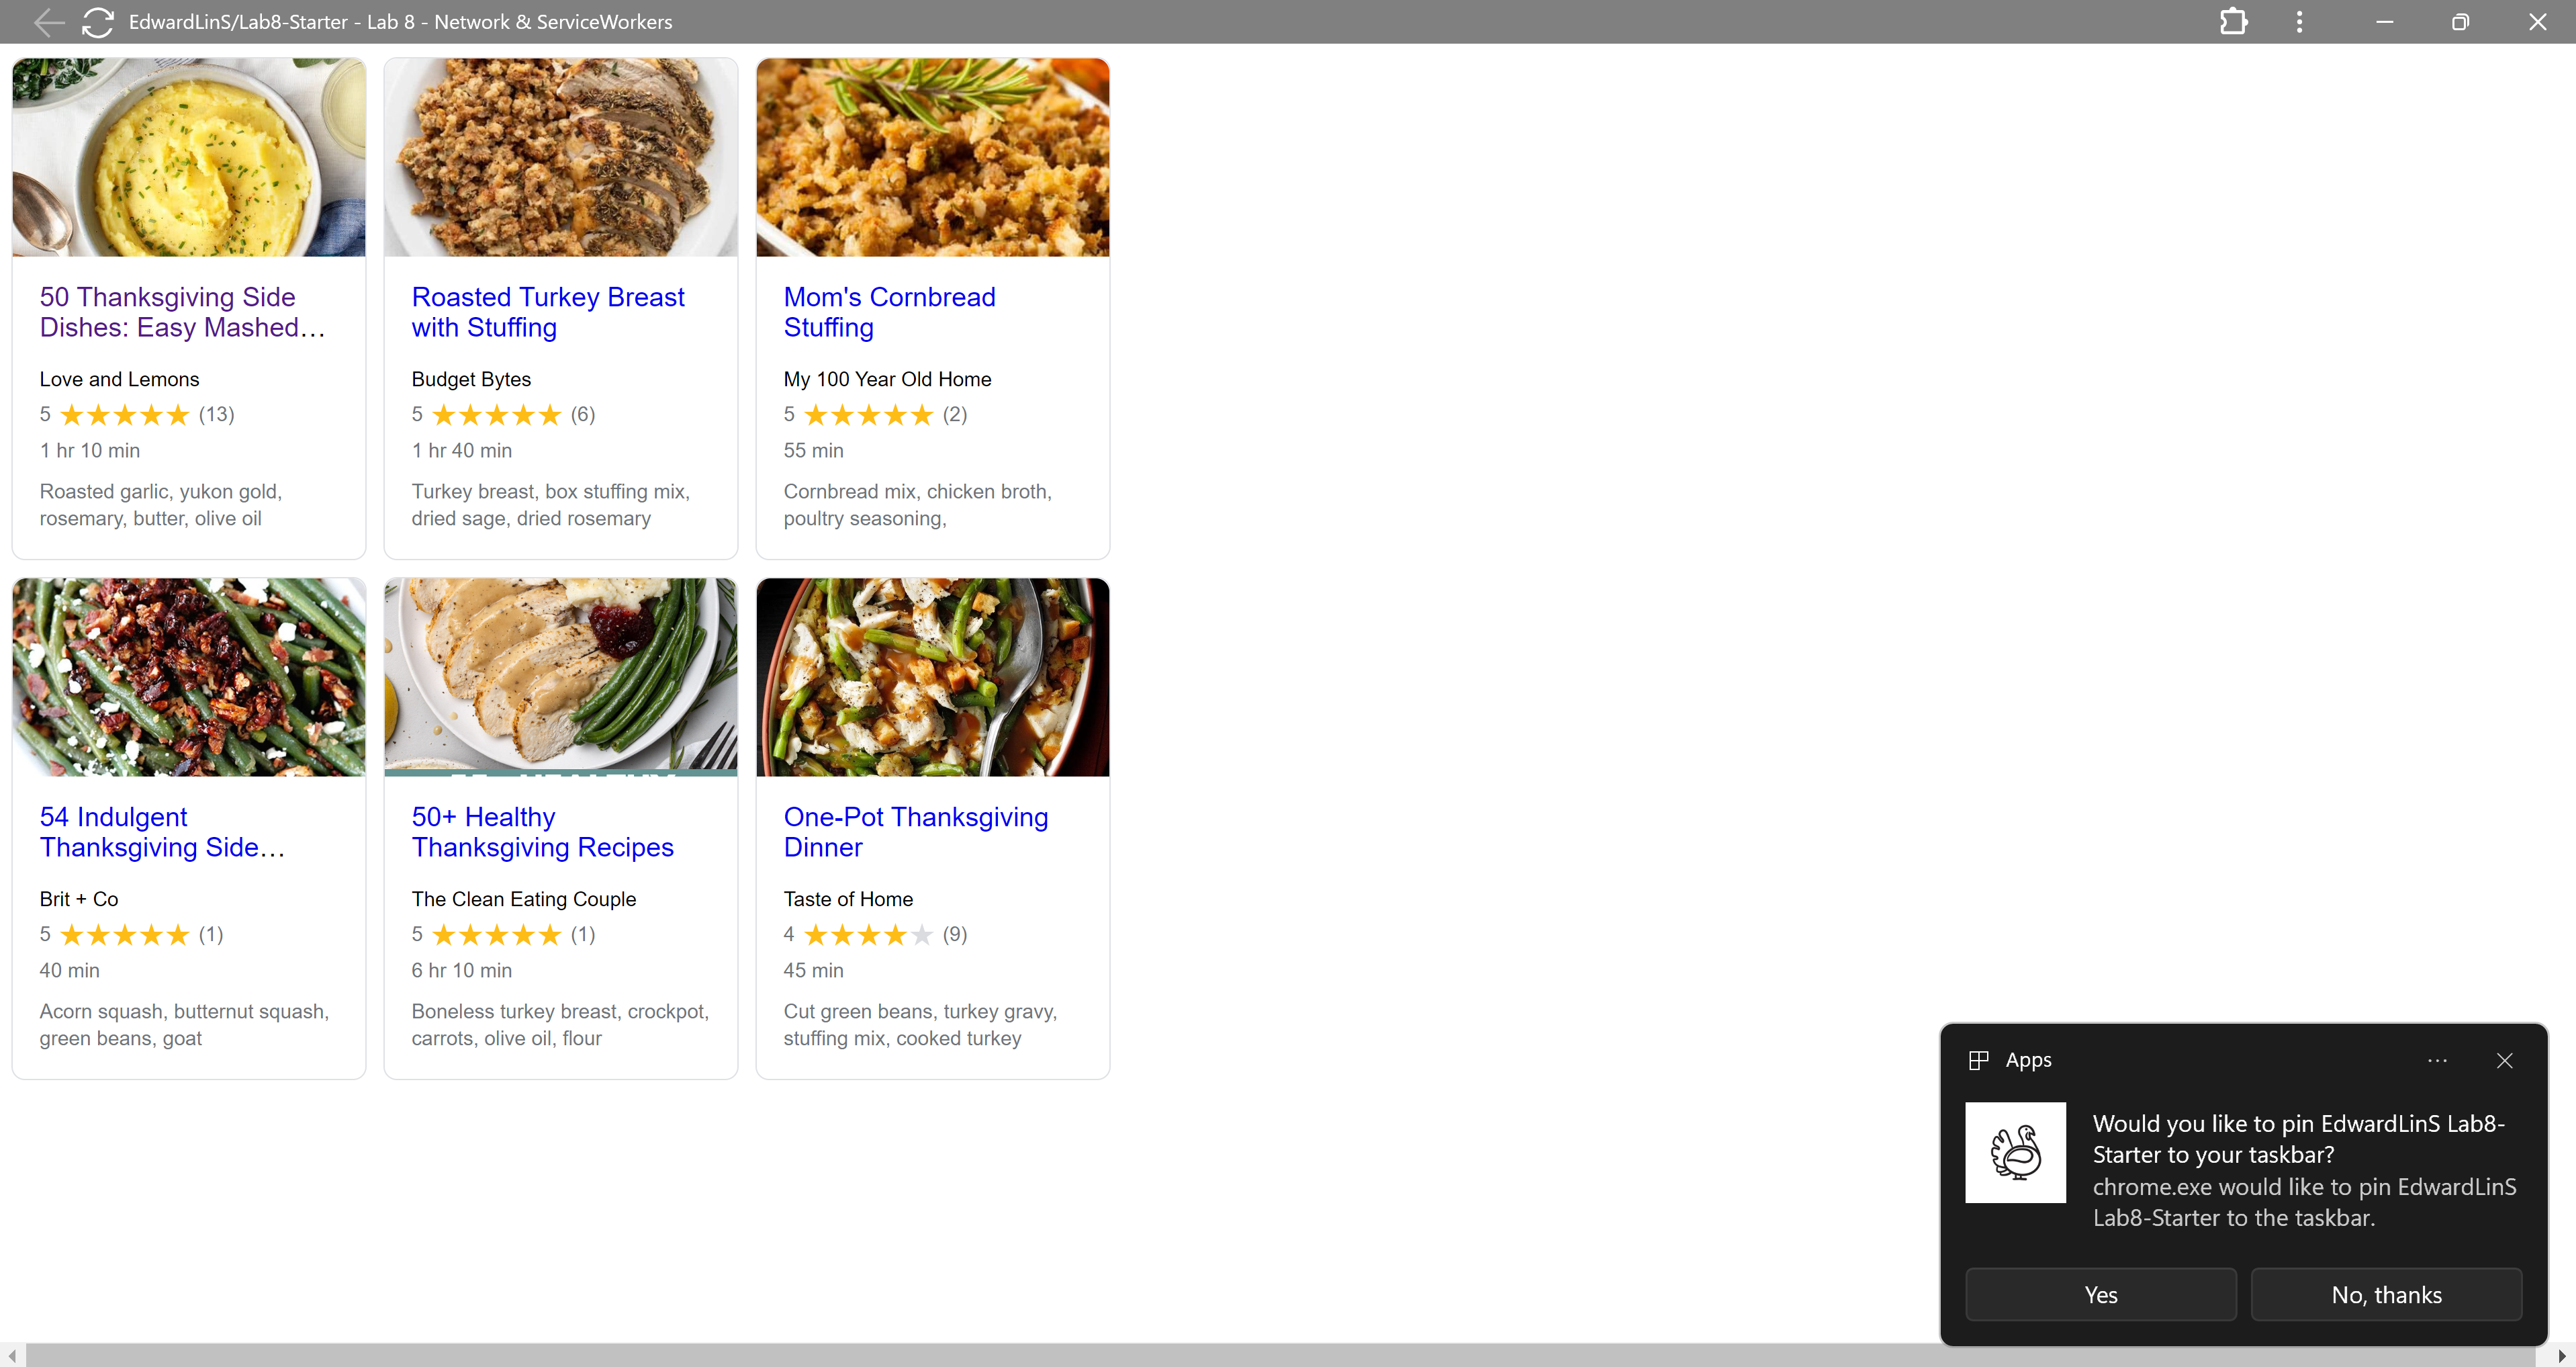 EdwardLinS/Lab8-Starter - Lab 8 - Network & ServiceWorkers
50 Thanksgiving Side
Dishes: Easy Mashed...
Love and Lemons
5 (13)
1 hr 10 min
Roasted garlic, yukon gold,
rosemary, butter, olive oil
Roasted Turkey Breast
with Stuffing
Budget Bytes
5 (6)
1 hr 40 min
Turkey breast, box stuffing mix,
dried sage, dried rosemary
Mom's Cornbread
Stuffing
My 100 Year Old Home
5 (2)
55 min
Cornbread mix, chicken broth,
poultry seasoning,
54 Indulgent
Thanksgiving Side...
Brit + Co
5 (1)
40 min
Acorn squash, butternut squash,
green beans, goat
50+ Healthy
Thanksgiving Recipes
The Clean Eating Couple
5 (1)
6 hr 10 min
Boneless turkey breast, crockpot,
carrots, olive oil, flour
One-Pot Thanksgiving
Dinner
Taste of Home
4 (9)
45 min
Cut green beans, turkey gravy,
stuffing mix, cooked turkey
Apps
Would you like to pin EdwardLinS Lab8-
Starter to your taskbar?
chrome.exe would like to pin EdwardLinS
Lab8-Starter to the taskbar.
Yes
No, thanks